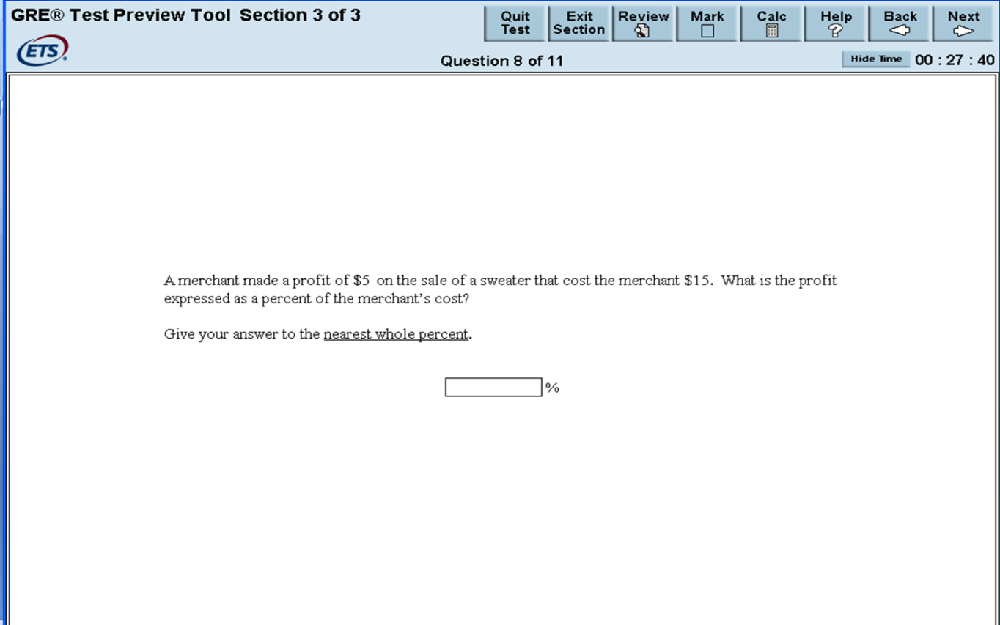 GRE® Test Preview Tool Section 3 of 3
Quit Test
Exit Section
Review
Mark
Calc
Help
Back
Next
ETS
Question 8 of 11
Hide Time 00 : 27 : 40
A merchant made a profit of $5 on the sale of a sweater that cost the merchant $15. What is the profit
expressed as a percent of the merchant's cost?
Give your answer to the nearest whole percent.
%